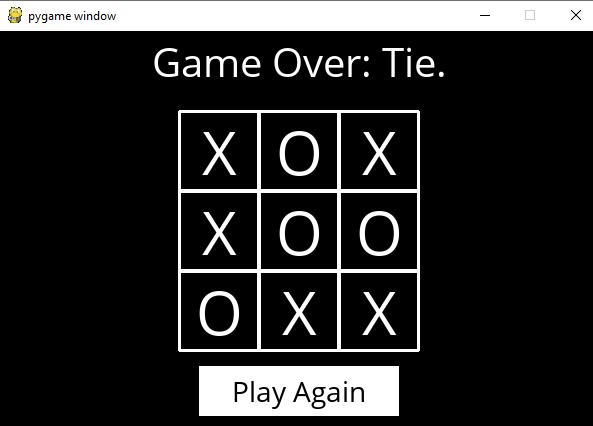 pygame window
Game Over: Tie.
X O X
X O O
O X X
Play Again